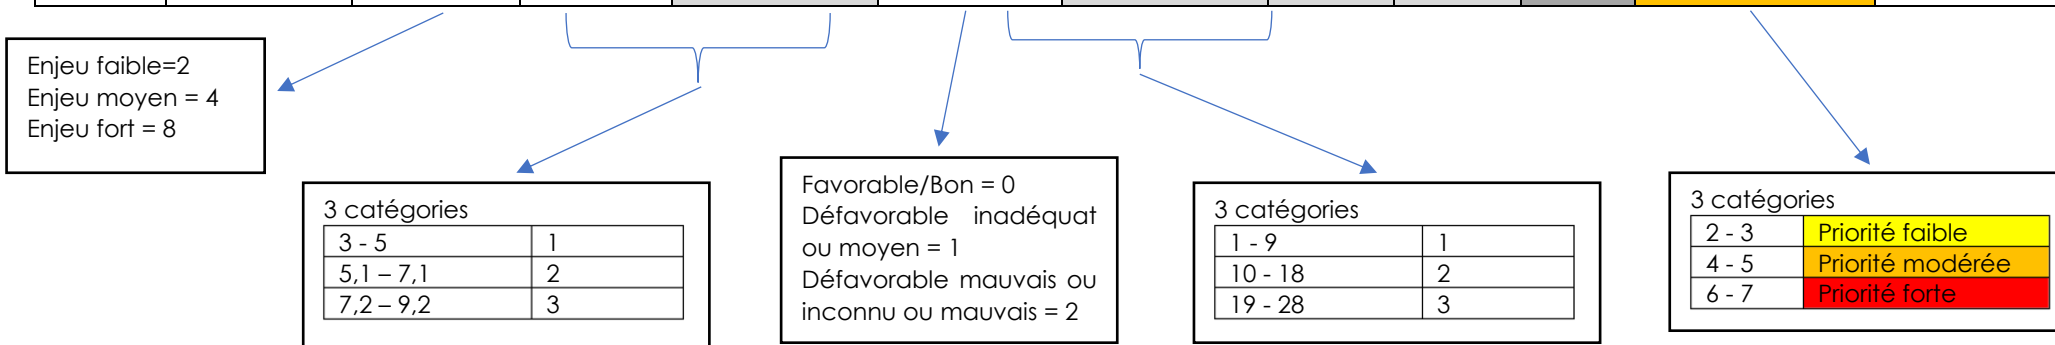 Enjeu faible=2
Enjeu moyen = 4
Enjeu fort = 8
3 catégories
3 - 5 1
5,1 – 7,1 2
7,2 – 9,2 3
Favorable/Bon = 0
Défavorable inadéquat
ou moyen = 1
Défavorable mauvais ou
inconnu ou mauvais = 2
3 catégories
1 - 9 1
10 - 18 2
19 - 28 3
3 catégories
2 - 3 Priorité faible
4 - 5 Priorité modérée
6 - 7 Priorité forte